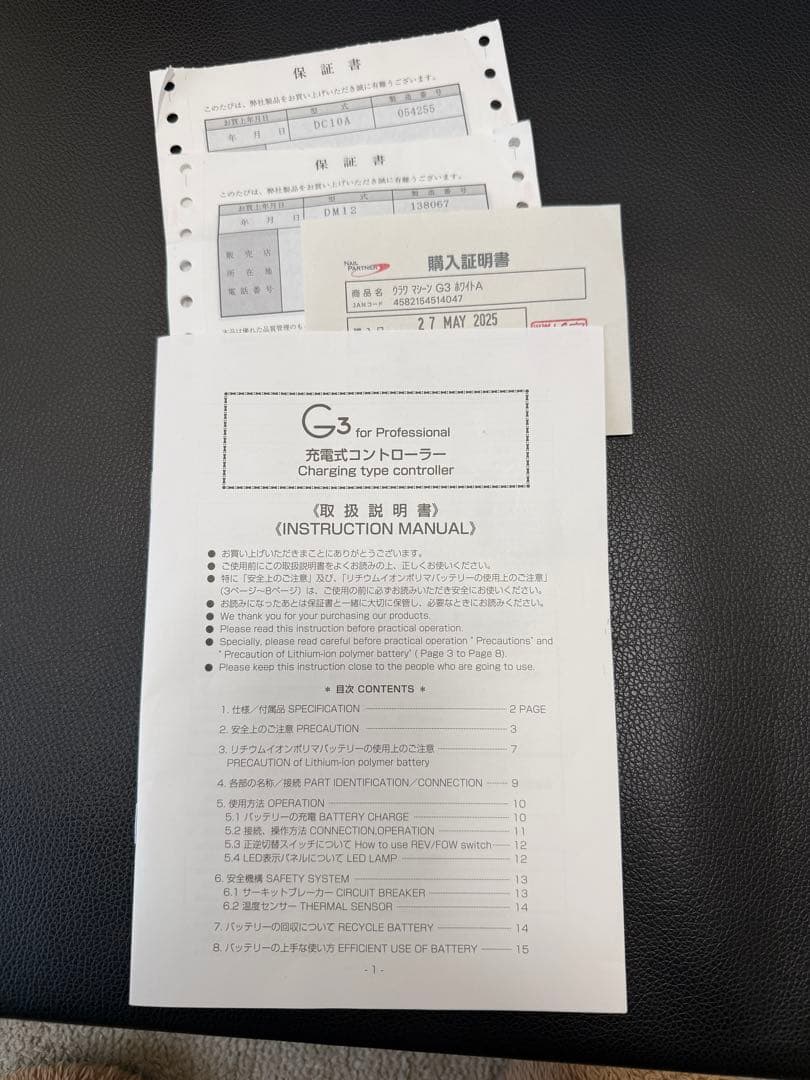 保 証 書
このたびは、弊社製品をお買い上げいただき誠に有難うございます。
お買上年月日 型 式 製 造 番 号
年 月 日 DC10A 054255
保 証 書
このたびは、弊社製品をお買い上げいただき誠に有難うございます。
お買上年月日 型 式 製 造 番 号
年 月 日 DM12 138067
販 売 店
所 在 地
電 話 番 号
本品は優れた品質管理のも
NAIL PARTNER
購入証明書
商 品 名 クラワ マシーン G3 ホワイトA
JANコード 4582154514047
購 入 日 27 MAY 2025
G3 for Professional
充電式コントローラー
Charging type controller
《取 扱 説 明 書》
《INSTRUCTION MANUAL》
● お買い上げいただきまことにありがとうございます。
● ご使用前にこの取扱説明書をよくお読みの上、正しくお使いください。
● 特に「安全上のご注意」及び、「リチウムイオンポリマバッテリーの使用上のご注意」
(3ページ〜8ページ) は、ご使用の前に必ずお読みいただき安全にお使いください。
● お読みになったあとは保証書と一緒に大切に保管し、必要なときにお読みください。
● We thank you for your purchasing our products.
● Please read this instruction before practical operation.
● Specially, please read careful before practical operation " Precautions" and
" Precaution of Lithium-ion polymer battery" ( Page 3 to Page 8).
● Please keep this instruction close to the people who are going to use.
* 目次 CONTENTS *
1. 仕様／付属品 SPECIFICATION 2 PAGE
2. 安全上のご注意 PRECAUTION 3
3. リチウムイオンポリマバッテリーの使用上のご注意 7
PRECAUTION of Lithium-ion polymer battery
4. 各部の名称／接続 PART IDENTIFICATION／CONNECTION 9
5. 使用方法 OPERATION 10
5.1 バッテリーの充電 BATTERY CHARGE 10
5.2 接続、操作方法 CONNECTION,OPERATION 11
5.3 正逆切替スイッチについて How to use REV/FOW switch 12
5.4 LED表示パネルについて LED LAMP 12
6. 安全機構 SAFETY SYSTEM 13
6.1 サーキットブレーカー CIRCUIT BREAKER 13
6.2 温度センサー THERMAL SENSOR 14
7. バッテリーの回収について RECYCLE BATTERY 14
8. バッテリーの上手な使い方 EFFICIENT USE OF BATTERY 15
- 1 -